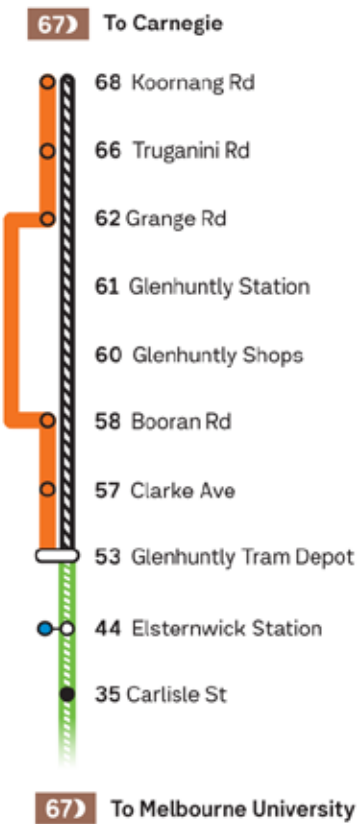 67) To Carnegie
68 Koornang Rd
66 Truganini Rd
62 Grange Rd
61 Glenhuntly Station
60 Glenhuntly Shops
58 Booran Rd
57 Clarke Ave
53 Glenhuntly Tram Depot
44 Elsternwick Station
35 Carlisle St
67) To Melbourne University